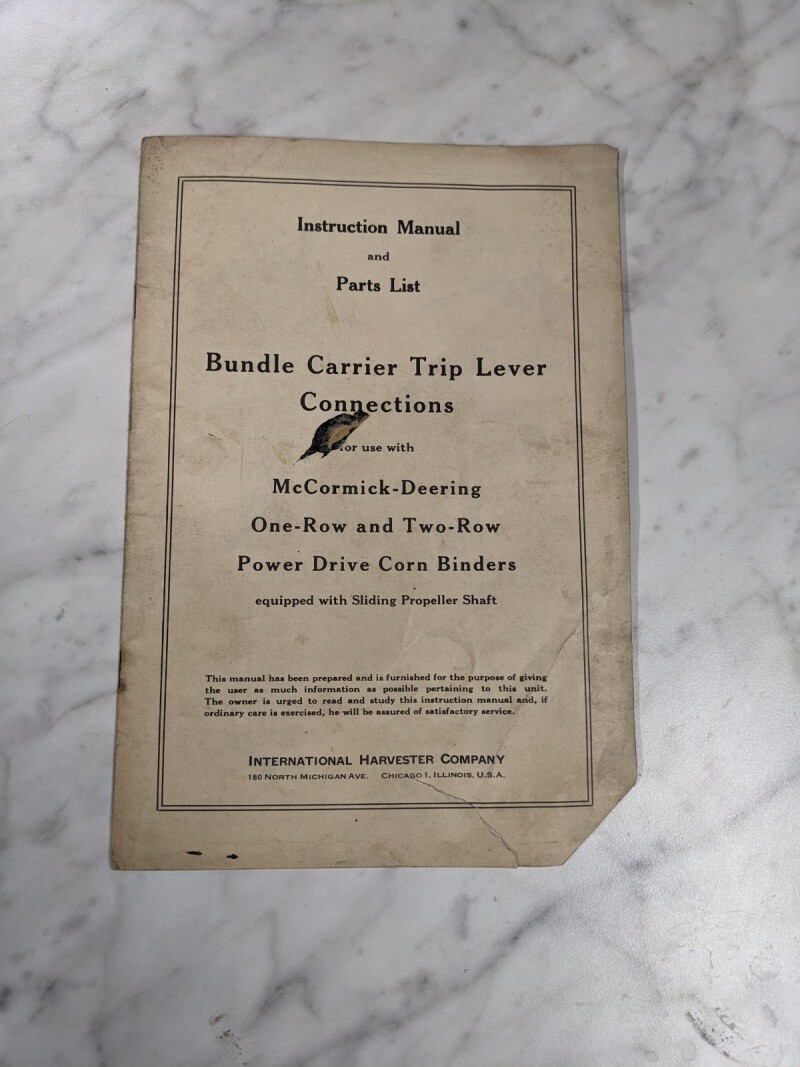 Instruction Manual
and
Parts List
Bundle Carrier Trip Lever
Connections
for use with
McCormick-Deering
One-Row and Two-Row
Power Drive Corn Binders
equipped with Sliding Propeller Shaft
This manual has been prepared and is furnished for the purpose of giving
the user as much information as possible pertaining to this unit.
The owner is urged to read and study this instruction manual and, if
ordinary care is exercised, he will be assured of satisfactory service.
INTERNATIONAL HARVESTER COMPANY
180 NORTH MICHIGAN AVE. CHICAGO 1, ILLINOIS, U.S.A.